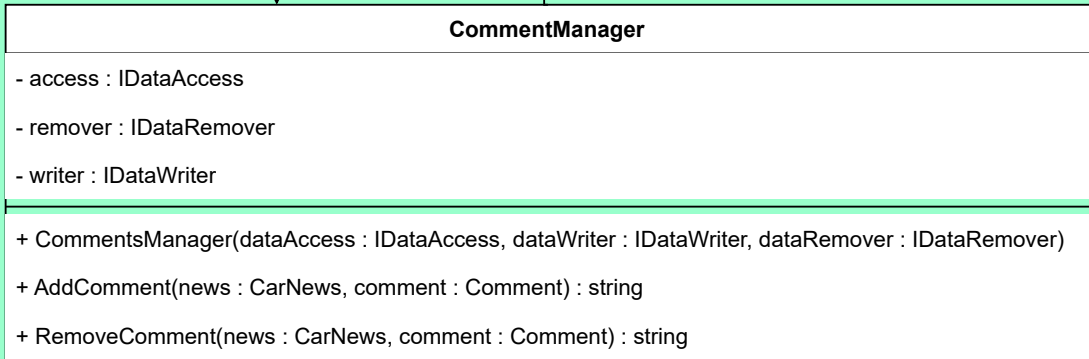 CommentManager
- access : IDataAccess
- remover : IDataRemover
- writer : IDataWriter
+ CommentsManager(dataAccess : IDataAccess, dataWriter : IDataWriter, dataRemover : IDataRemover)
+ AddComment(news : CarNews, comment : Comment) : string
+ RemoveComment(news : CarNews, comment : Comment) : string